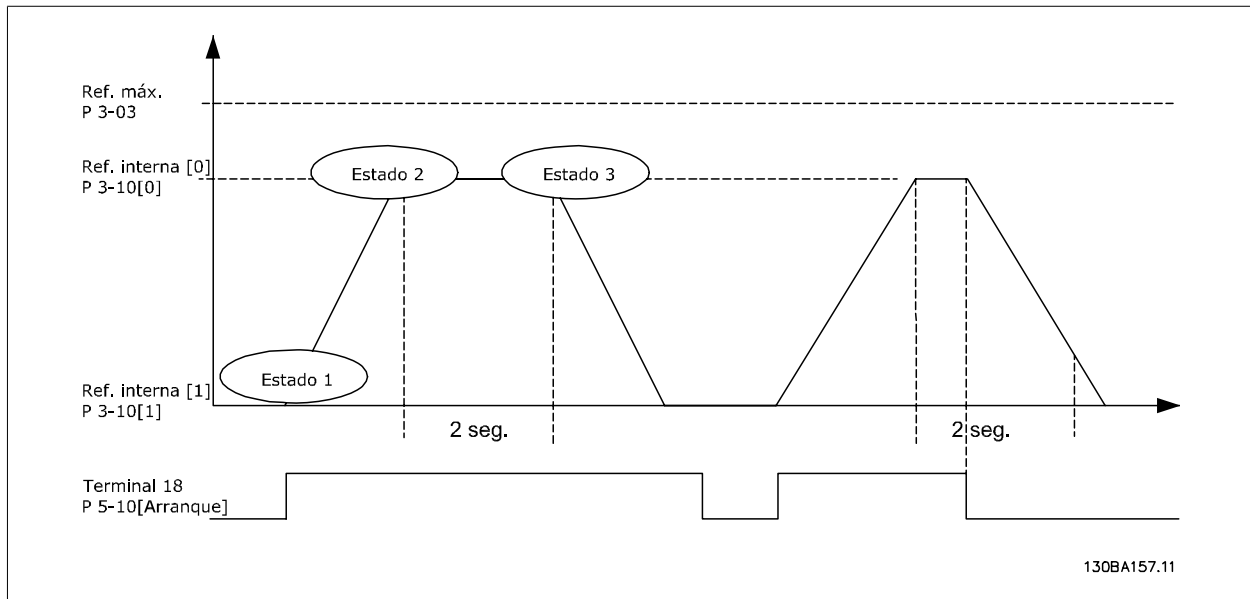 Ref. máx.
P 3-03
Ref. interna [0]
P 3-10[0]
Estado 2
Estado 3
Estado 1
Ref. interna [1]
P 3-10[1]
2 seg.
2 seg.
Terminal 18
P 5-10[Arranque]
130BA157.11